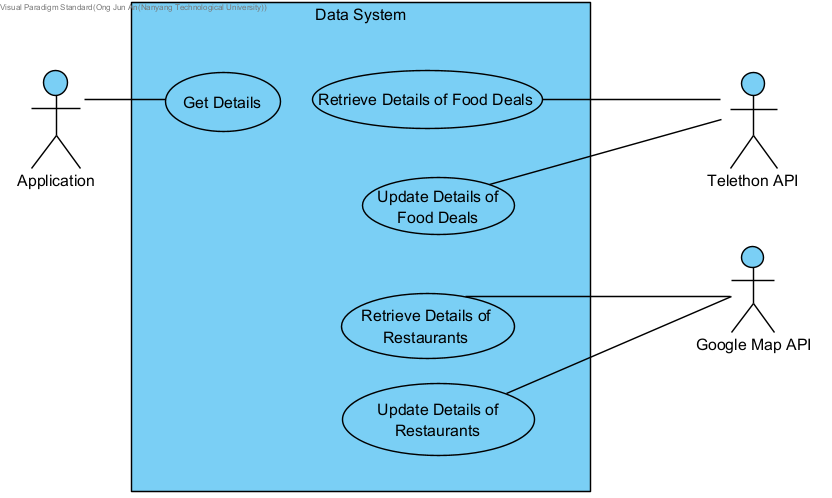 Visual Paradigm Standard(Ong Jun An(Nanyang Technological University))
Data System
Get Details
Retrieve Details of Food Deals
Application
Telethon API
Update Details of
Food Deals
Retrieve Details of
Restaurants
Google Map API
Update Details of
Restaurants